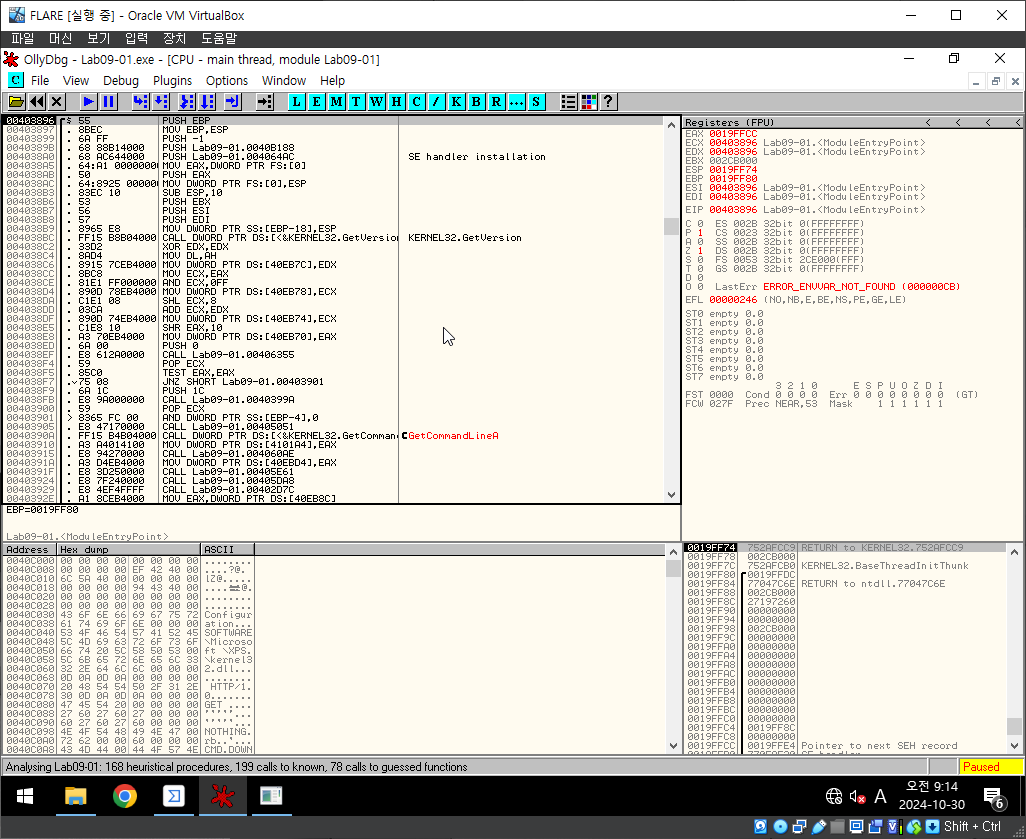 FLARE [실행 중] - Oracle VM VirtualBox
파일 머신 보기 입력 장치 도움말
OllyDbg - Lab09-01.exe - [CPU - main thread, module Lab09-01]
C File View Debug Plugins Options Window Help
L E M T W H C / K B R ... S ?
00403896 $ 55 PUSH EBP
00403897 . 8BEC MOV EBP,ESP
00403899 . 6A FF PUSH -1
0040389B . 68 88B14000 PUSH Lab09-01.0040B188
004038A0 . 68 AC644000 PUSH Lab09-01.004064AC SE handler installation
004038A5 . 64:A1 0000000 MOV EAX,DWORD PTR FS:[0]
004038AB . 50 PUSH EAX
004038AC . 64:8925 00000 MOV DWORD PTR FS:[0],ESP
004038B3 . 83EC 10 SUB ESP,10
004038B6 . 53 PUSH EBX
004038B7 . 56 PUSH ESI
004038B8 . 57 PUSH EDI
004038B9 . 8965 E8 MOV DWORD PTR SS:[EBP-18],ESP
004038BC . FF15 B8B04000 CALL DWORD PTR DS:[<&KERNEL32.GetVersion KERNEL32.GetVersion
004038C2 . 33D2 XOR EDX,EDX
004038C4 . 8AD4 MOV DL,AH
004038C6 . 8915 7CEB4000 MOV DWORD PTR DS:[40EB7C],EDX
004038CC . 8BC8 MOV ECX,EAX
004038CE . 81E1 FF000000 AND ECX,0FF
004038D4 . 890D 78EB4000 MOV DWORD PTR DS:[40EB78],ECX
004038DA . C1E1 08 SHL ECX,8
004038DD . 03CA ADD ECX,EDX
004038DF . 890D 74EB4000 MOV DWORD PTR DS:[40EB74],ECX
004038E5 . C1E8 10 SHR EAX,10
004038E8 . A3 70EB4000 MOV DWORD PTR DS:[40EB70],EAX
004038ED . 6A 00 PUSH 0
004038EF . E8 612A0000 CALL Lab09-01.00406355
004038F4 . 59 POP ECX
004038F5 . 85C0 TEST EAX,EAX
004038F7 . 75 08 JNZ SHORT Lab09-01.00403901
004038F9 . 6A 1C PUSH 1C
004038FB . E8 9A000000 CALL Lab09-01.0040399A
00403900 . 59 POP ECX
00403901 > 8365 FC 00 AND DWORD PTR SS:[EBP-4],0
00403905 . E8 47170000 CALL Lab09-01.00405051
0040390A . FF15 B4B04000 CALL DWORD PTR DS:[<&KERNEL32.GetComman GetCommandLineA
00403910 . A3 A4014100 MOV DWORD PTR DS:[4101A4],EAX
00403915 . E8 94270000 CALL Lab09-01.004060AE
0040391A . A3 D4EB4000 MOV DWORD PTR DS:[40EBD4],EAX
0040391F . E8 3D250000 CALL Lab09-01.00405E61
00403924 . E8 7F240000 CALL Lab09-01.00405DA8
00403929 . E8 4EF4FFFF CALL Lab09-01.00402D7C
0040392E . A1 8CEB4000 MOV EAX,DWORD PTR DS:[40EB8C]
EBP=0019FF80
Lab09-01.<ModuleEntryPoint>
Registers (FPU) < < < <
EAX 0019FFCC
ECX 00403896 Lab09-01.<ModuleEntryPoint>
EDX 00403896 Lab09-01.<ModuleEntryPoint>
EBX 002CB000
ESP 0019FF74
EBP 0019FF80
ESI 00403896 Lab09-01.<ModuleEntryPoint>
EDI 00403896 Lab09-01.<ModuleEntryPoint>
EIP 00403896 Lab09-01.<ModuleEntryPoint>
C 0 ES 002B 32bit 0(FFFFFFFF)
P 1 CS 0023 32bit 0(FFFFFFFF)
A 0 SS 002B 32bit 0(FFFFFFFF)
Z 1 DS 002B 32bit 0(FFFFFFFF)
S 0 FS 0053 32bit 2CE000(FFF)
T 0 GS 002B 32bit 0(FFFFFFFF)
D 0
O 0 LastErr ERROR_ENVVAR_NOT_FOUND (000000CB)
EFL 00000246 (NO,NB,E,BE,NS,PE,GE,LE)
ST0 empty 0.0
ST1 empty 0.0
ST2 empty 0.0
ST3 empty 0.0
ST4 empty 0.0
ST5 empty 0.0
ST6 empty 0.0
ST7 empty 0.0
3 2 1 0 E S P U O Z D I
FST 0000 Cond 0 0 0 0 Err 0 0 0 0 0 0 0 0 (GT)
FCW 027F Prec NEAR,53 Mask 1 1 1 1 1 1
Address Hex dump ASCII
0040C000 00 00 00 00 00 00 00 00 ........
0040C008 00 00 00 00 EF 42 40 00 ....?@.
0040C010 6C 5A 40 00 00 00 00 00 lZ@.....
0040C018 00 00 00 00 94 43 40 00
0040C020 00 00 00 00 00 00 00 00 ........
0040C028 00 00 00 00 00 00 00 00 ........
0040C030 43 6F 6E 66 69 67 75 72 Configur
0040C038 61 74 69 6F 6E 00 00 00 ation...
0040C040 53 4F 46 54 57 41 52 45 SOFTWARE
0040C048 5C 4D 69 63 72 6F 73 6F \Microso
0040C050 66 74 20 5C 58 50 53 00 ft \XPS.
0040C058 5C 6B 65 72 6E 65 6C 33 \kernel3
0040C060 32 2E 64 6C 6C 00 00 00 2.dll...
0040C068 0D 0A 0D 0A 00 00 00 00 ........
0040C070 20 48 54 54 50 2F 31 2E  HTTP/1.
0040C078 30 0D 0A 0D 0A 00 00 00 0.......
0040C080 47 45 54 20 00 00 00 00 GET ....
0040C088 27 60 27 60 27 00 00 00 '`'`'...
0040C090 60 27 60 27 60 00 00 00 `'`'`...
0040C098 4E 4F 54 48 49 4E 47 00 NOTHING.
0040C0A0 72 62 00 00 60 00 00 00 rb..`...
0040C0A8 43 4D 44 00 44 4F 57 4E CMD.DOWN
0019FF74 752AFCC9 RETURN to KERNEL32.752AFCC9
0019FF78 002CB000
0019FF7C 752AFCB0 KERNEL32.BaseThreadInitThunk
0019FF80 0019FFDC
0019FF84 77047C6E RETURN to ntdll.77047C6E
0019FF88 002CB000
0019FF8C 27197260
0019FF90 00000000
0019FF94 00000000
0019FF98 002CB000
0019FF9C 00000000
0019FFA0 00000000
0019FFA4 00000000
0019FFA8 00000000
0019FFAC 00000000
0019FFB0 00000000
0019FFB4 00000000
0019FFB8 00000000
0019FFBC 00000000
0019FFC0 00000000
0019FFC4 0019FF8C
0019FFC8 00000000
0019FFCC 0019FFE4 Pointer to next SEH record
Analysing Lab09-01: 168 heuristical procedures, 199 calls to known, 78 calls to guessed functions
Paused
A
오전 9:14
2024-10-30
6
Shift + Ctrl